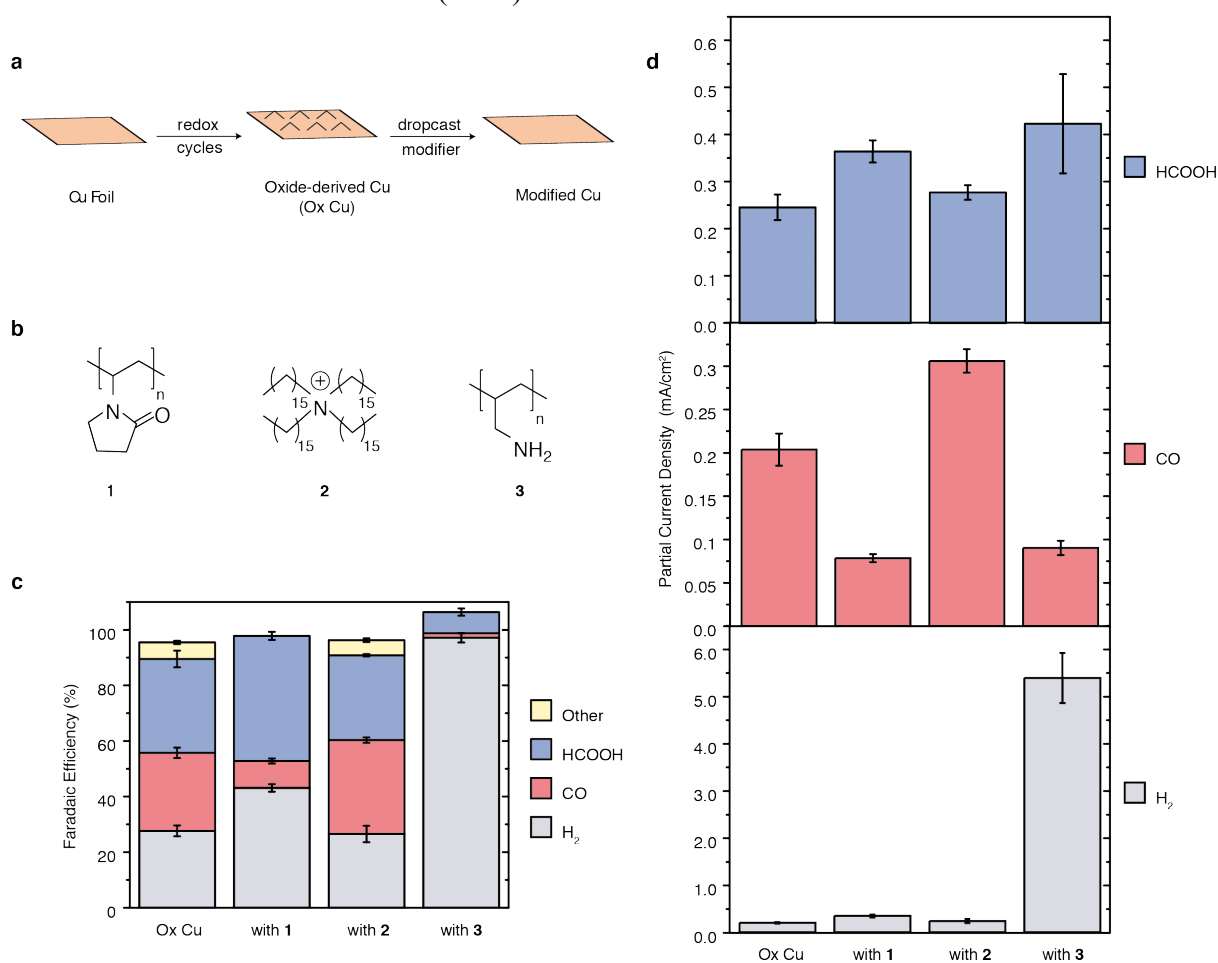 a
redox
cycles
dropcast
modifier
Cu Foil
Oxide-derived Cu
(Ox Cu)
Modified Cu
b
n
N
O
1
15
15
N
15
15
2
n
NH2
3
c
Faradaic Efficiency (%)
100
80
60
40
20
0
Ox Cu
with 1
with 2
with 3
Other
HCOOH
CO
H2
d
Partial Current Density (mA/cm²)
0.6
0.5
0.4
0.3
0.2
0.1
0.0
HCOOH
0.3
0.25
0.2
0.15
0.1
0.05
0.0
CO
6.0
5.0
4.0
3.0
2.0
1.0
0.0
H2
Ox Cu
with 1
with 2
with 3